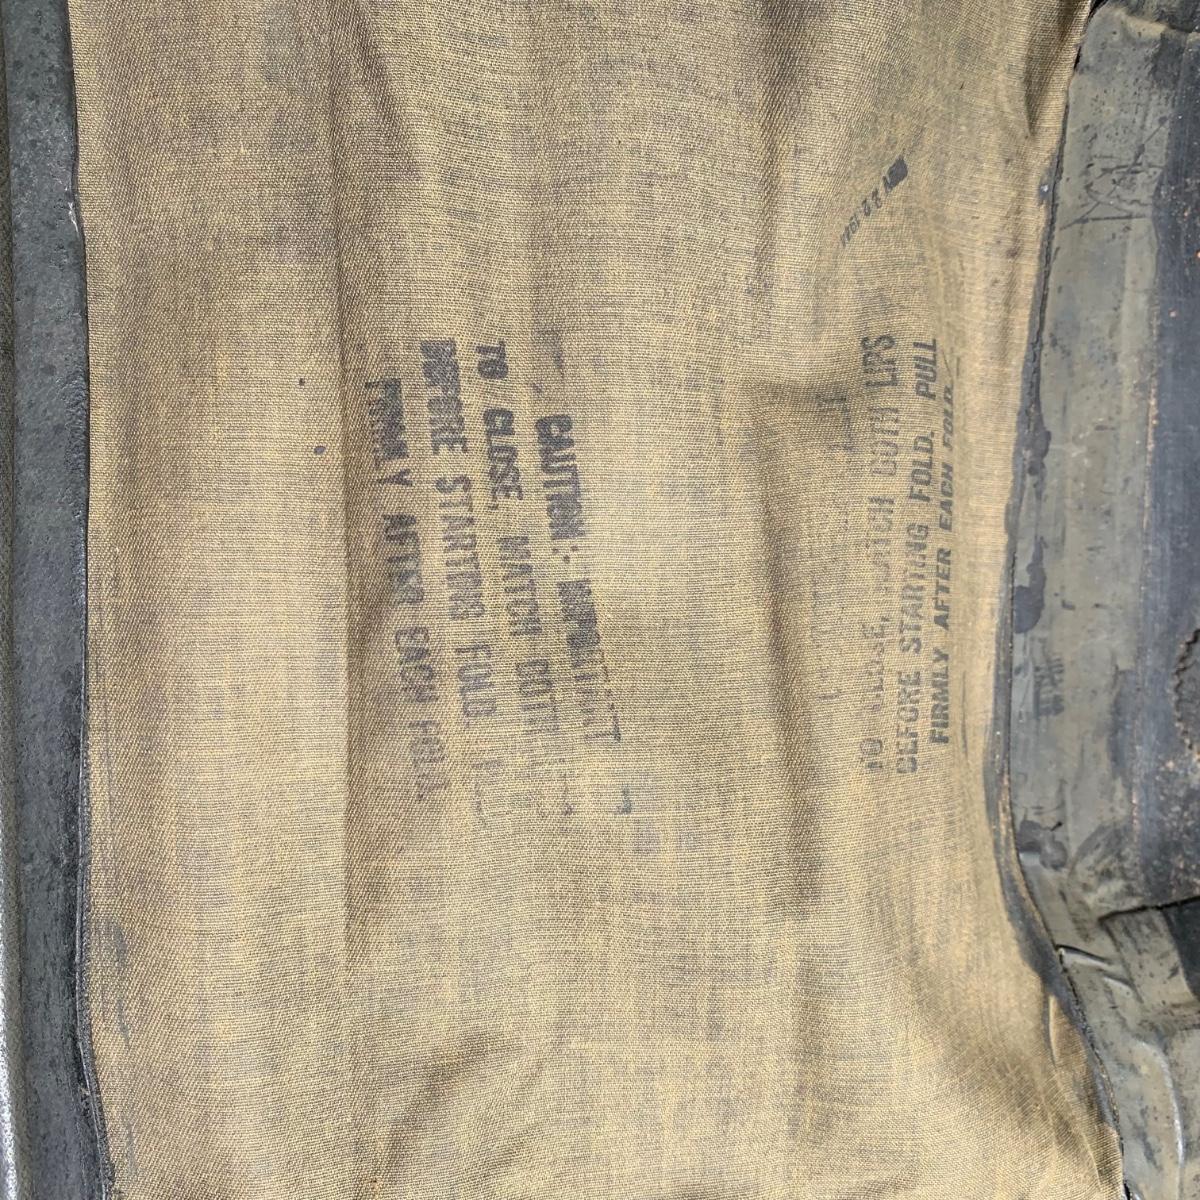 CAUTION: IMPORTANT
TO CLOSE, MATCH BOTH
BEFORE STARTING FOLD.
FIRMLY AFTER EACH FOLD.
TO CLOSE, MATCH BOTH LIPS
BEFORE STARTING FOLD. PULL
FIRMLY AFTER EACH FOLD.